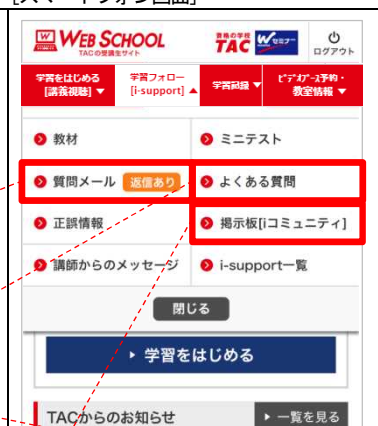 [スマートフォン画面]
WEB SCHOOL
TACの受講生サイト
資格の学校
TAC Wセミナー
ログアウト
学習をはじめる
[講義視聴] ▼
学習フォロー
[i-support] ▲
学習記録 ▼
ビデオブース予約・
教室情報 ▼
教材
ミニテスト
質問メール 返信あり
よくある質問
正誤情報
掲示板[iコミュニティ]
講師からのメッセージ
i-support一覧
閉じる
学習をはじめる
TACからのお知らせ
一覧を見る